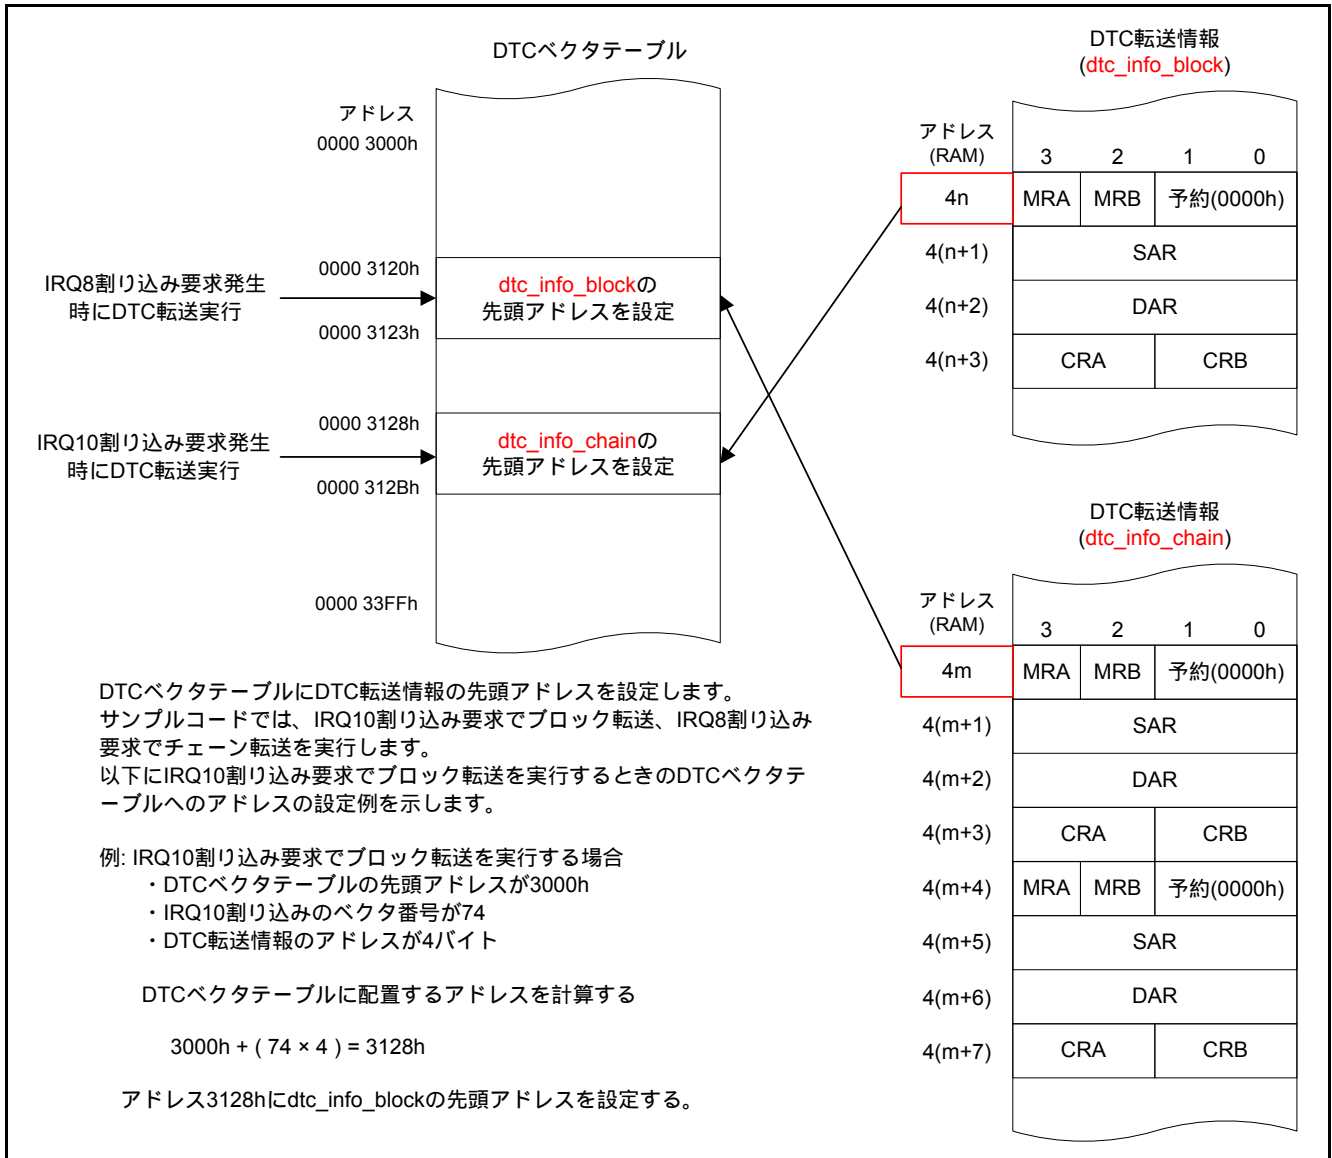 DTCベクタテーブル
アドレス
0000 3000h
IRQ8割り込み要求発生
時にDTC転送実行
0000 3120h
0000 3123h
dtc_info_blockの
先頭アドレスを設定
IRQ10割り込み要求発生
時にDTC転送実行
0000 3128h
0000 312Bh
dtc_info_chainの
先頭アドレスを設定
0000 33FFh
DTC転送情報
(dtc_info_block)
アドレス
(RAM)
3 2 1 0
4n MRA MRB 予約(0000h)
4(n+1) SAR
4(n+2) DAR
4(n+3) CRA CRB
DTC転送情報
(dtc_info_chain)
アドレス
(RAM)
3 2 1 0
4m MRA MRB 予約(0000h)
4(m+1) SAR
4(m+2) DAR
4(m+3) CRA CRB
4(m+4) MRA MRB 予約(0000h)
4(m+5) SAR
4(m+6) DAR
4(m+7) CRA CRB
DTCベクタテーブルにDTC転送情報の先頭アドレスを設定します。
サンプルコードでは、IRQ10割り込み要求でブロック転送、IRQ8割り込み
要求でチェーン転送を実行します。
以下にIRQ10割り込み要求でブロック転送を実行するときのDTCベクタテ
ーブルへのアドレスの設定例を示します。
例: IRQ10割り込み要求でブロック転送を実行する場合
・DTCベクタテーブルの先頭アドレスが3000h
・IRQ10割り込みのベクタ番号が74
・DTC転送情報のアドレスが4バイト
DTCベクタテーブルに配置するアドレスを計算する
3000h + ( 74 × 4 ) = 3128h
アドレス3128hにdtc_info_blockの先頭アドレスを設定する。